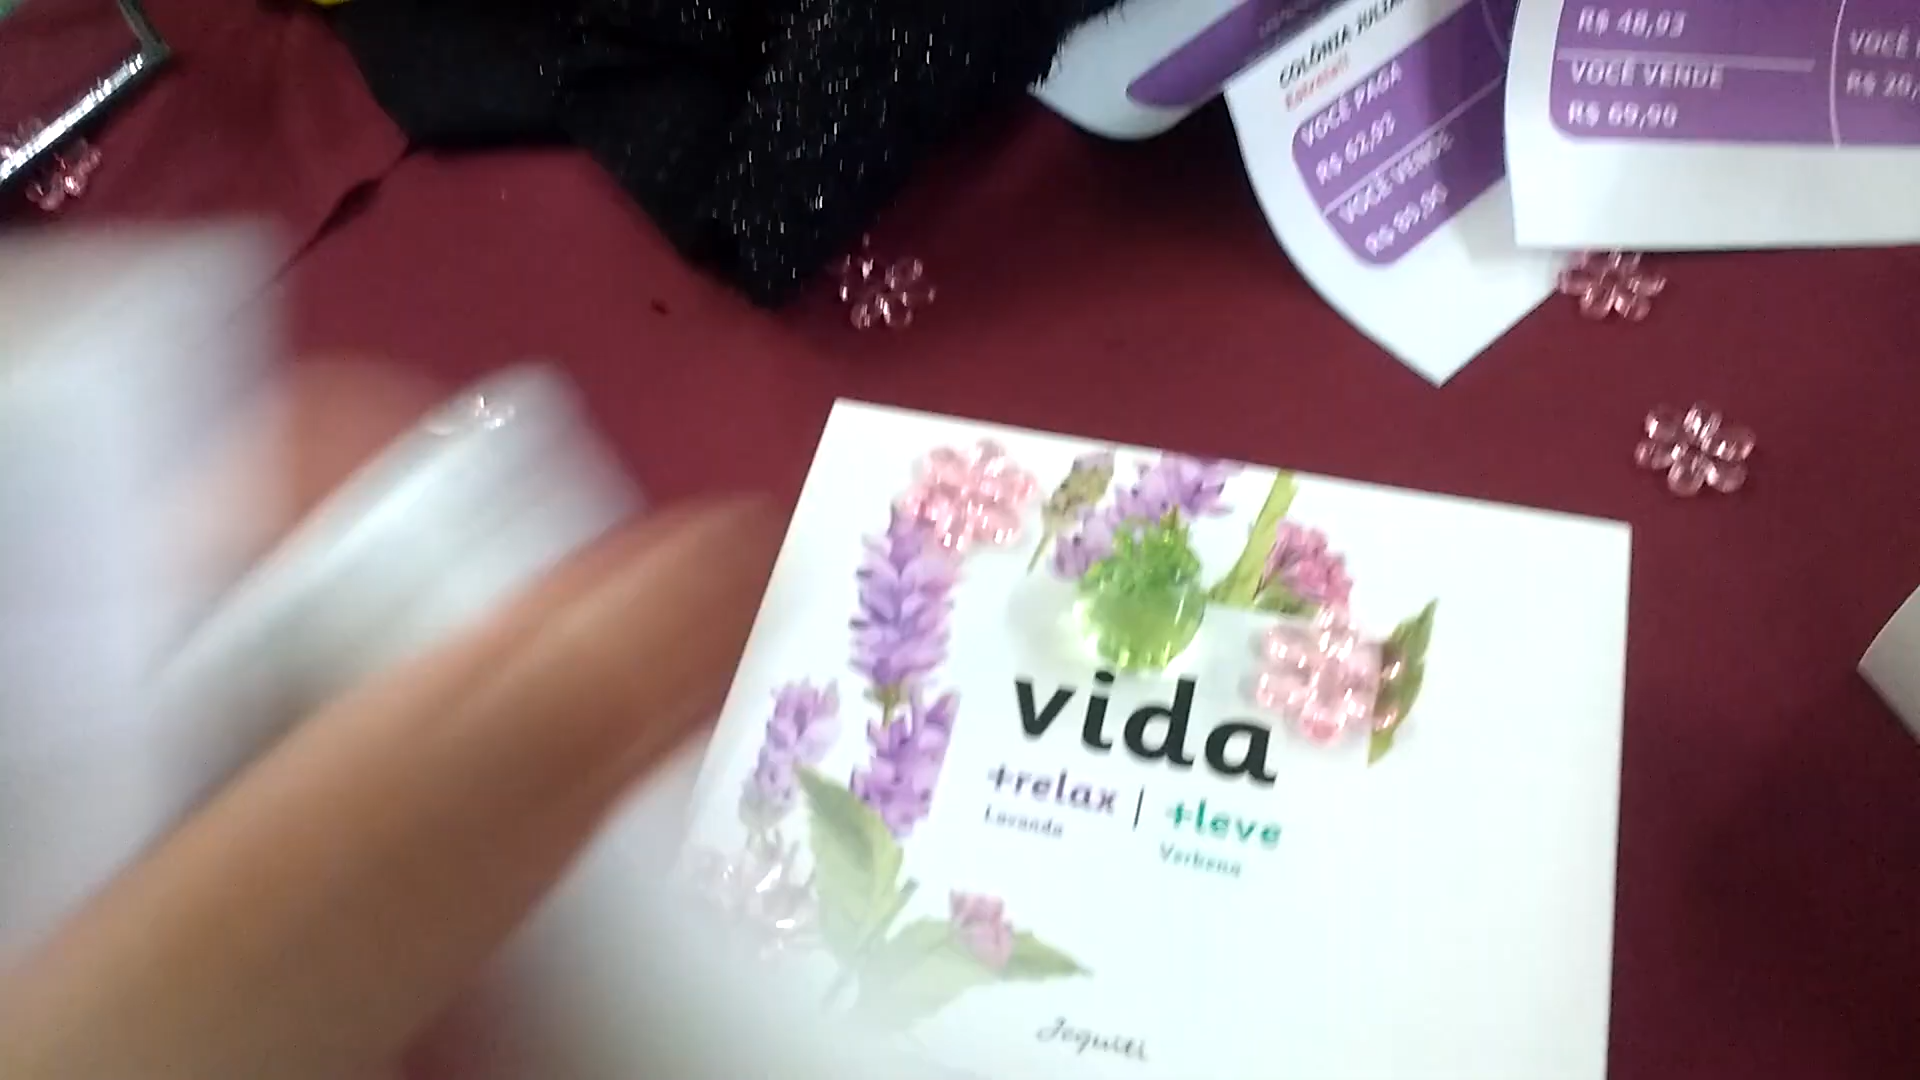 COLÔNIA
VOCÊ PAGA
R$ 62,93
VOCÊ VENDE
R$ 89,90
R$ 48,93
VOCÊ VENDE
R$ 69,90
VOCÊ
R$ 20,
vida
+relax | +leve
Lavanda
Verbena
Jequiti